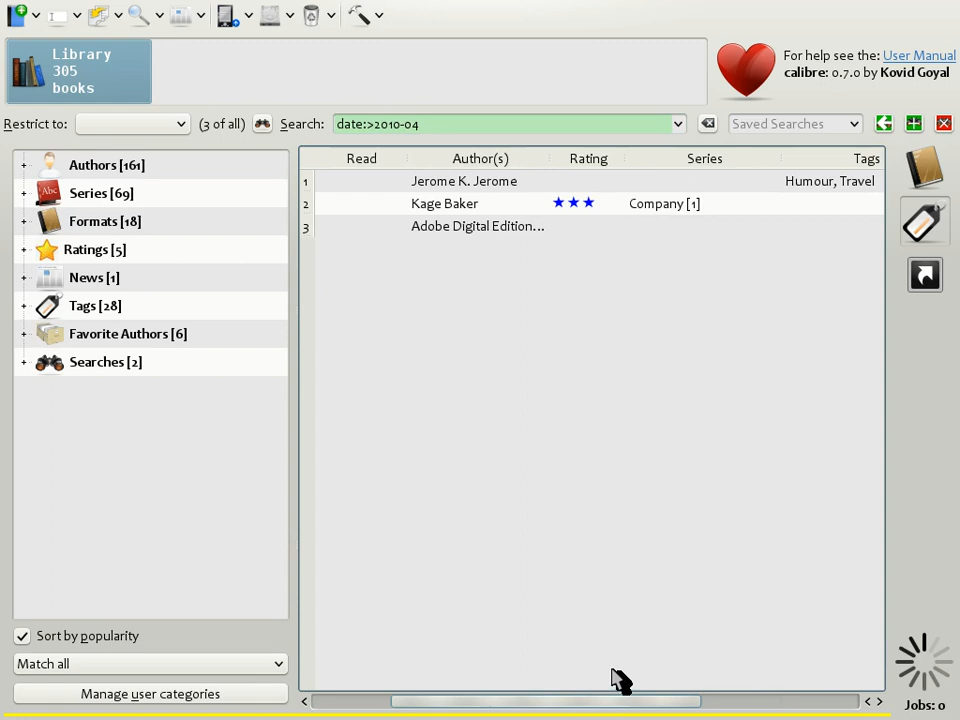 Library
305
books
For help see the: User Manual
calibre: 0.7.0 by Kovid Goyal
Restrict to: (3 of all) Search: date:>2010-04 Saved Searches
Authors [161]
Series [69]
Formats [18]
Ratings [5]
News [1]
Tags [28]
Favorite Authors [6]
Searches [2]
Read Author(s) Rating Series Tags
1 Jerome K. Jerome Humour, Travel
2 Kage Baker ★★★ Company [1]
3 Adobe Digital Edition...
Sort by popularity
Match all
Manage user categories
Jobs: 0